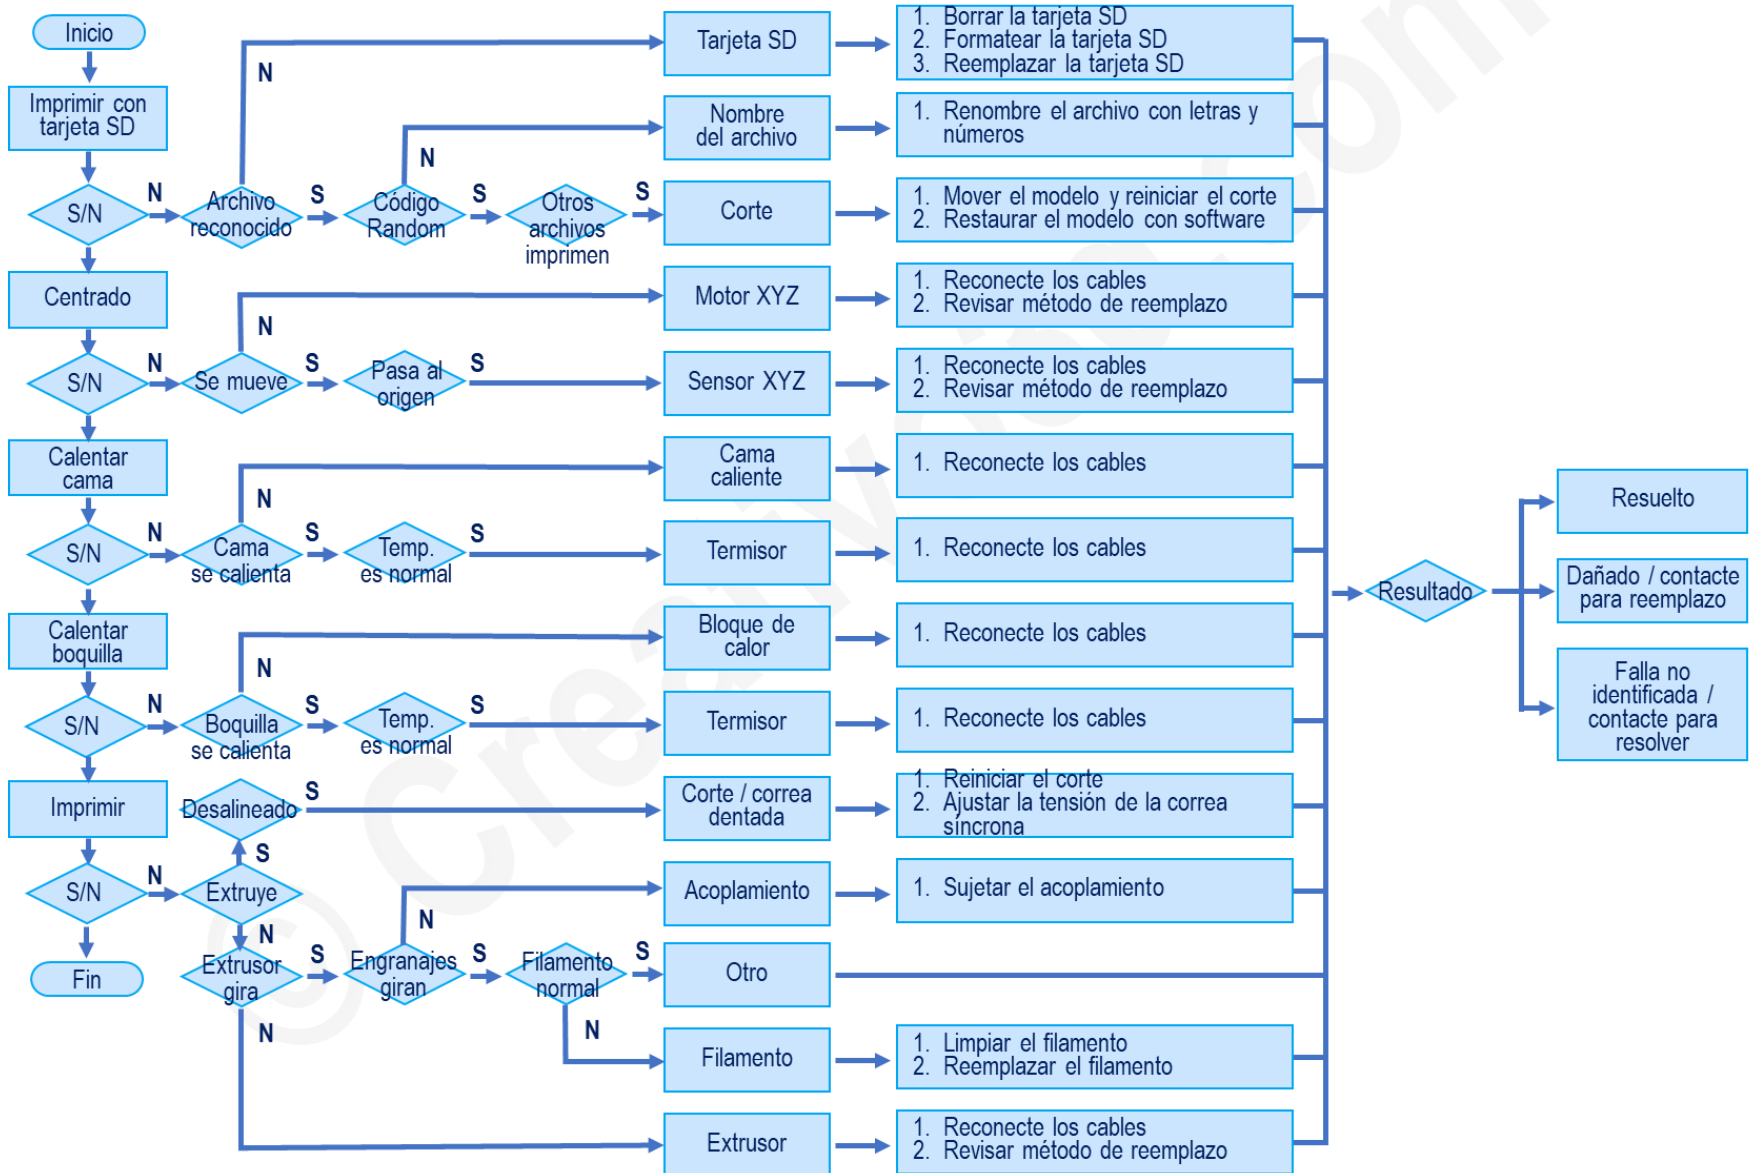 Inicio
Imprimir con
tarjeta SD
S/N
N
Archivo
reconocido
N
S
Código
Random
N
S
Otros
archivos
imprimen
S
Tarjeta SD
1. Borrar la tarjeta SD
2. Formatear la tarjeta SD
3. Reemplazar la tarjeta SD
Nombre
del archivo
1. Renombre el archivo con letras y
números
Corte
1. Mover el modelo y reiniciar el corte
2. Restaurar el modelo con software
Centrado
S/N
N
Se mueve
N
S
Pasa al
origen
S
Motor XYZ
1. Reconecte los cables
2. Revisar método de reemplazo
Sensor XYZ
1. Reconecte los cables
2. Revisar método de reemplazo
Calentar
cama
S/N
N
Cama
se calienta
N
S
Temp.
es normal
S
Cama
caliente
1. Reconecte los cables
Termisor
1. Reconecte los cables
Calentar
boquilla
S/N
N
Boquilla
se calienta
N
S
Temp.
es normal
S
Bloque de
calor
1. Reconecte los cables
Termisor
1. Reconecte los cables
Imprimir
S/N
N
Extruye
S
Desalineado
S
Corte / correa
dentada
1. Reiniciar el corte
2. Ajustar la tensión de la correa
síncrona
N
Extrusor
gira
S
Engranajes
giran
N
Acoplamiento
1. Sujetar el acoplamiento
S
Filamento
normal
S
Otro
N
Filamento
1. Limpiar el filamento
2. Reemplazar el filamento
N
Extrusor
1. Reconecte los cables
2. Revisar método de reemplazo
Fin
Resultado
Resuelto
Dañado / contacte
para reemplazo
Falla no
identificada /
contacte para
resolver